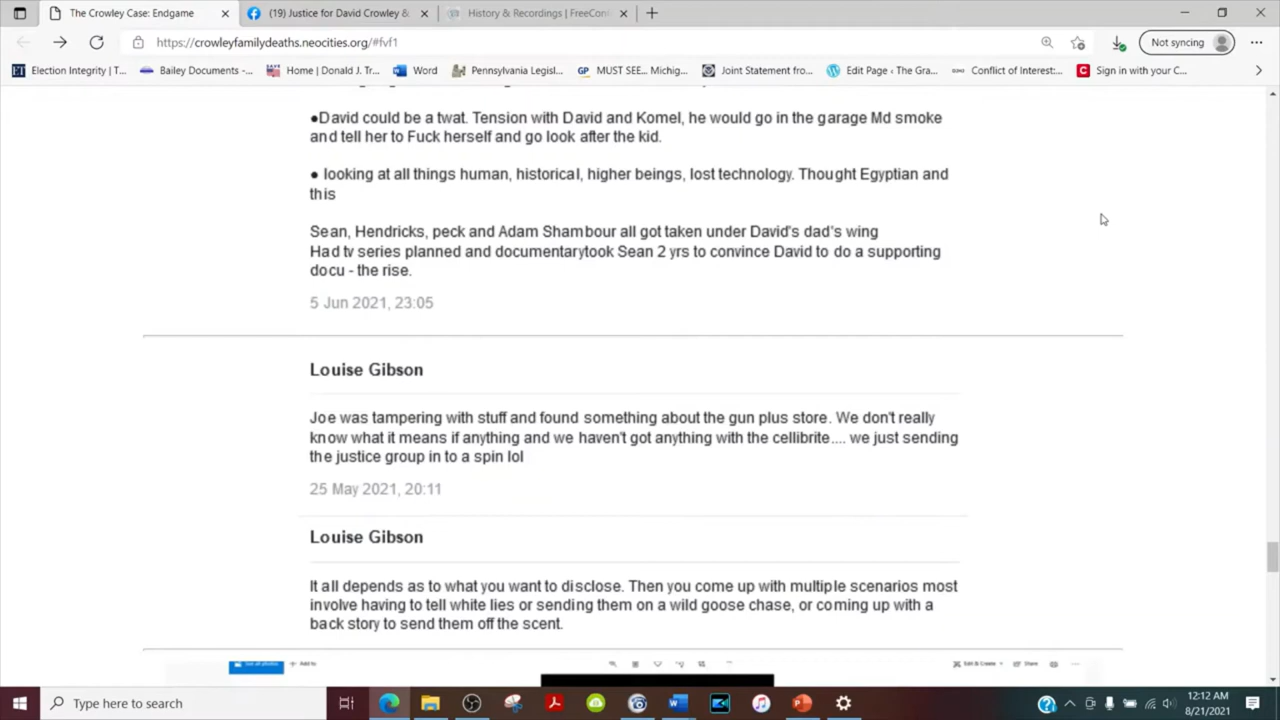 The Crowley Case: Endgame
(19) Justice for David Crowley &
History & Recordings | FreeConf
https://crowleyfamilydeaths.neocities.org/#fvf1
Not syncing
Election Integrity | T...
Bailey Documents -...
Home | Donald J. Tr...
Word
Pennsylvania Legisl...
MUST SEE... Michig...
Joint Statement fro...
Edit Page ‹ The Gra...
Conflict of Interest:...
Sign in with your C...
●David could be a twat. Tension with David and Komel, he would go in the garage Md smoke
and tell her to Fuck herself and go look after the kid.
● looking at all things human, historical, higher beings, lost technology. Thought Egyptian and
this
Sean, Hendricks, peck and Adam Shambour all got taken under David's dad's wing
Had tv series planned and documentarytook Sean 2 yrs to convince David to do a supporting
docu - the rise.
5 Jun 2021, 23:05
Louise Gibson
Joe was tampering with stuff and found something about the gun plus store. We don't really
know what it means if anything and we haven't got anything with the cellibrite.... we just sending
the justice group in to a spin lol
25 May 2021, 20:11
Louise Gibson
It all depends as to what you want to disclose. Then you come up with multiple scenarios most
involve having to tell white lies or sending them on a wild goose chase, or coming up with a
back story to send them off the scent.
Add to
Edit & Create
Share
Type here to search
12:12 AM
8/21/2021